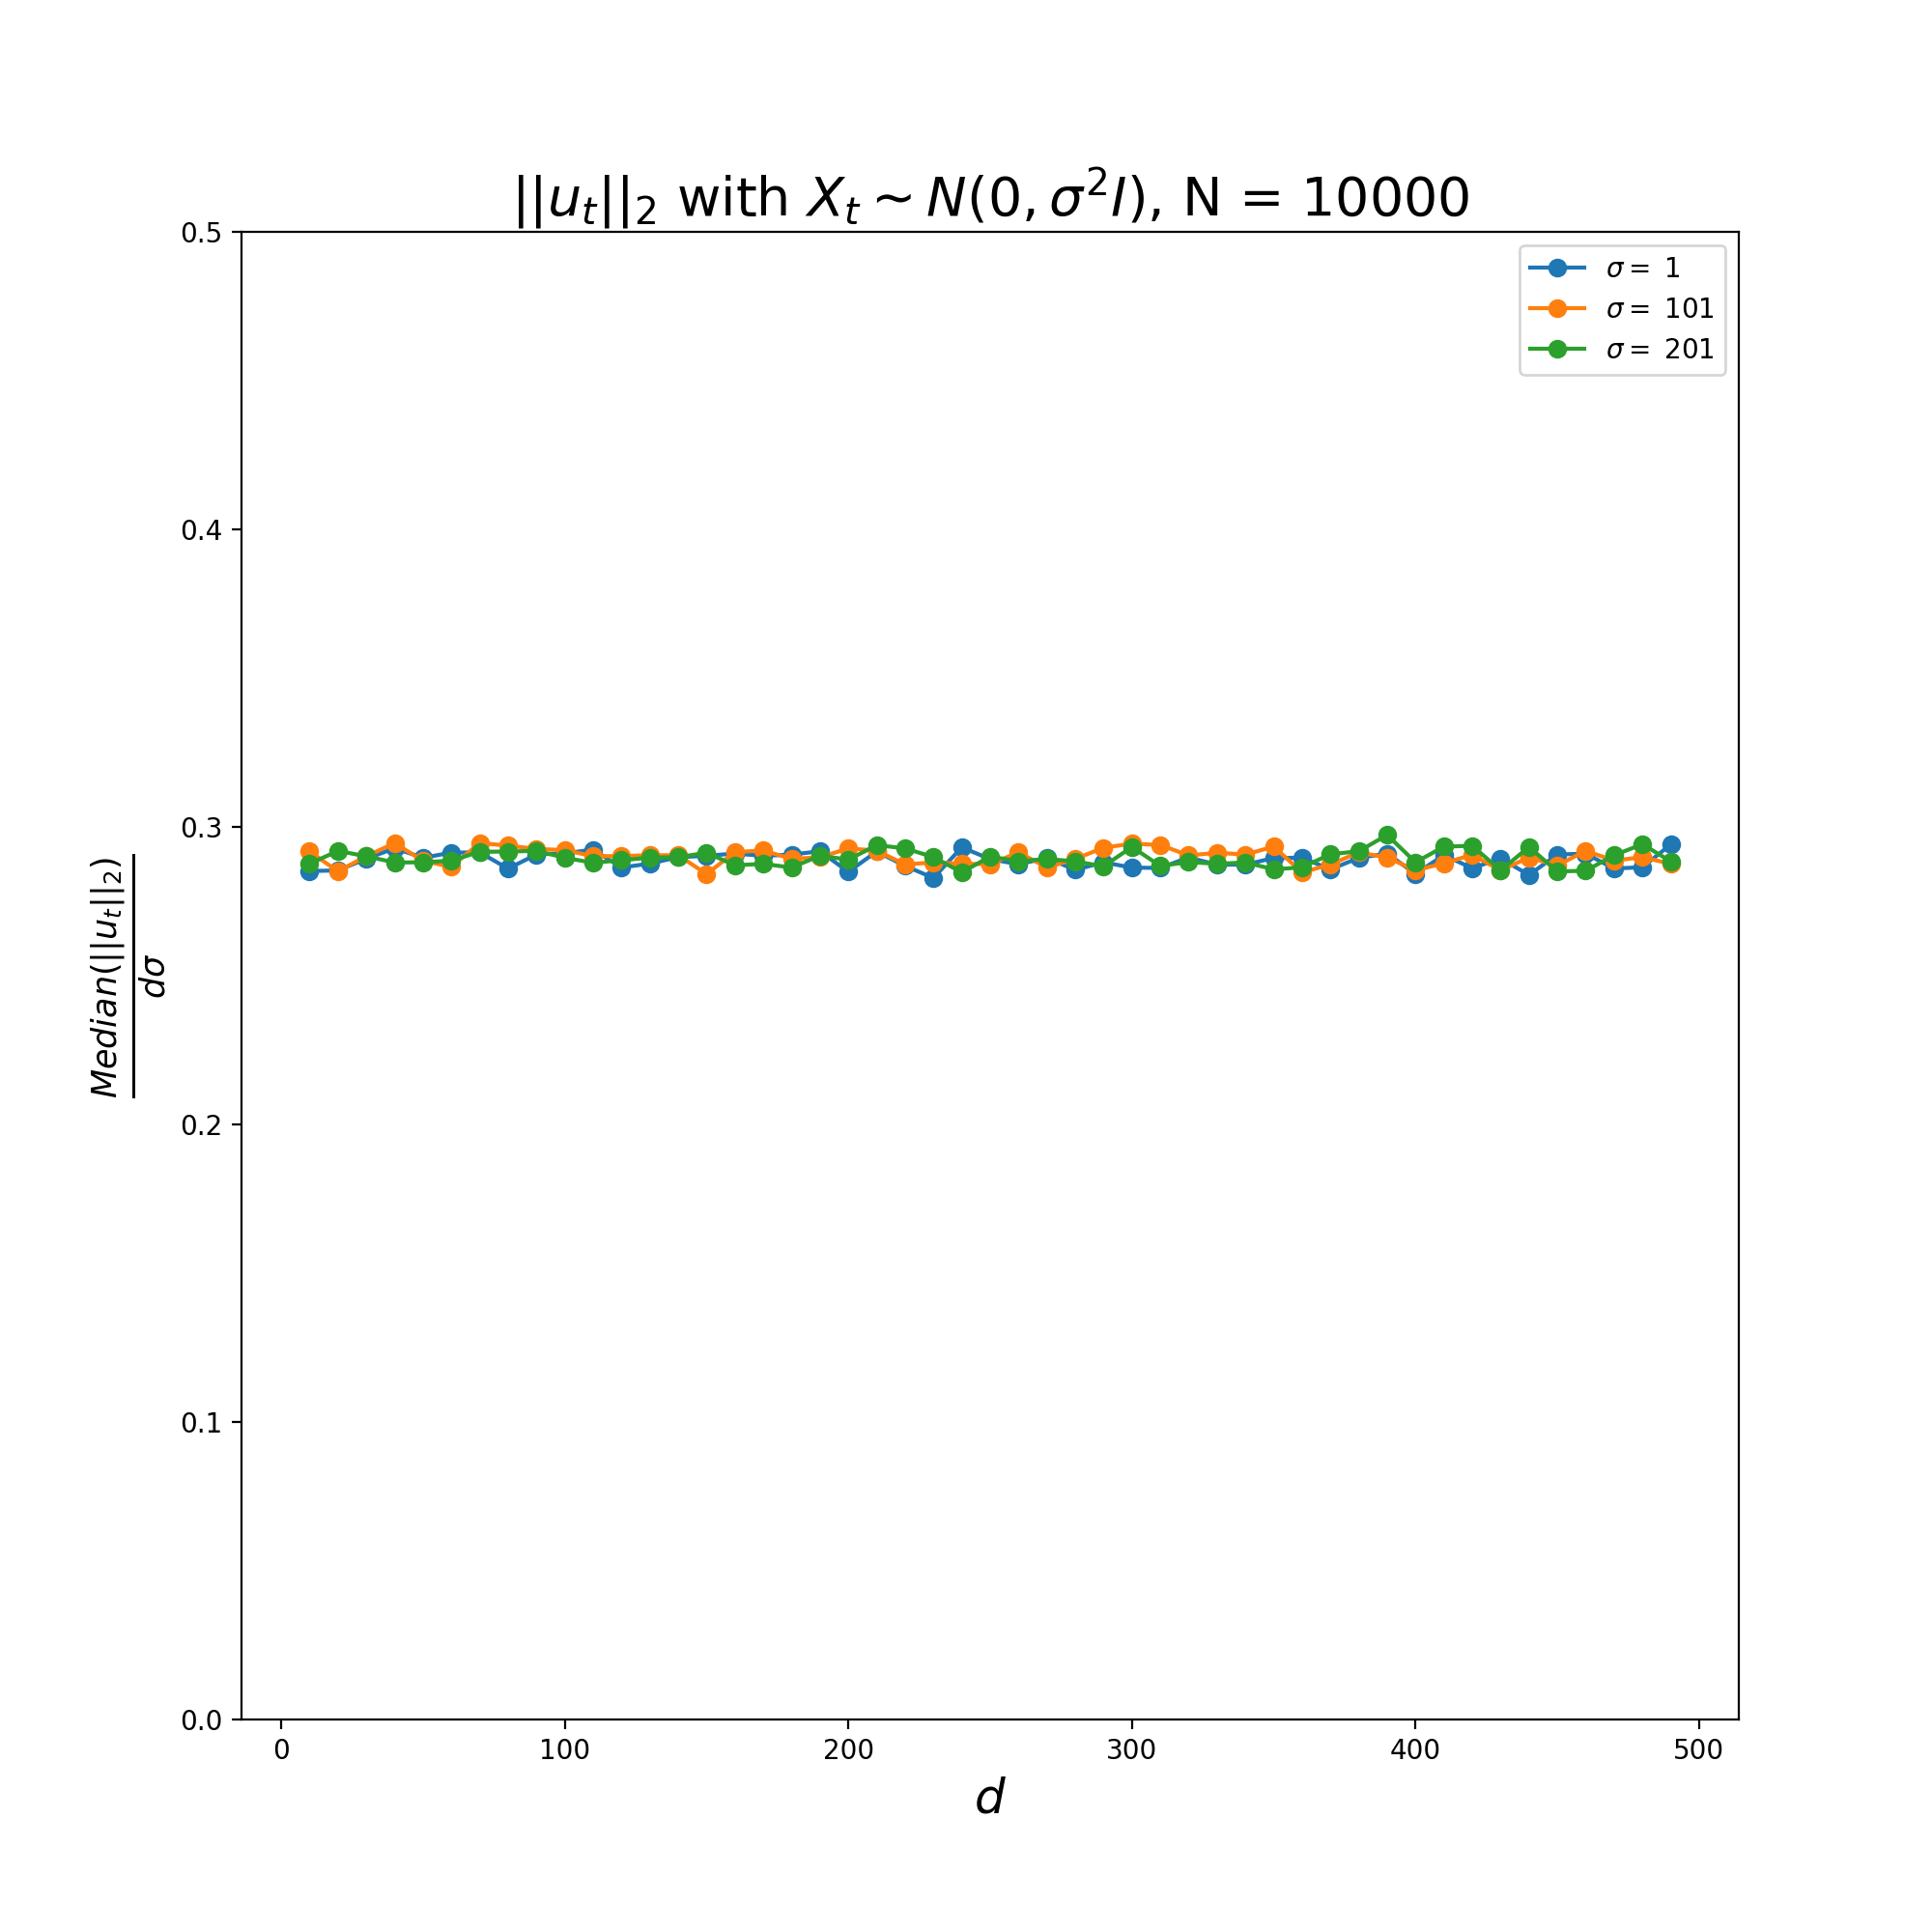 ||u_t||_2 with X_t ~ N(0, σ^2 I), N = 10000
σ = 1
σ = 101
σ = 201
0.5
0.4
0.3
0.2
0.1
0.0
Median(||u_t||_2)
dσ
0 100 200 300 400 500
d